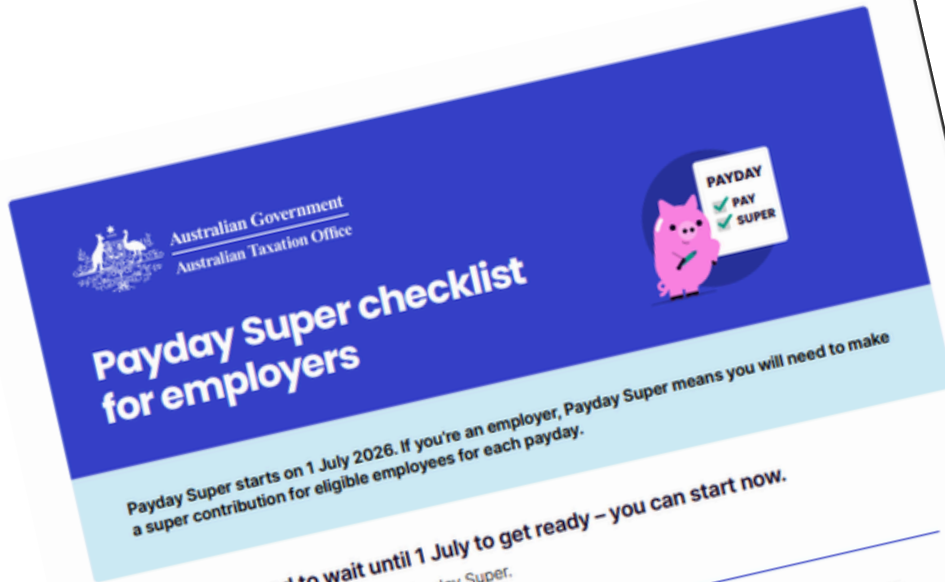 Australian Government
Australian Taxation Office
PAYDAY
PAY
SUPER
Payday Super checklist
for employers
Payday Super starts on 1 July 2026. If you're an employer, Payday Super means you will need to make
a super contribution for eligible employees for each payday.
to wait until 1 July to get ready – you can start now.
Super.